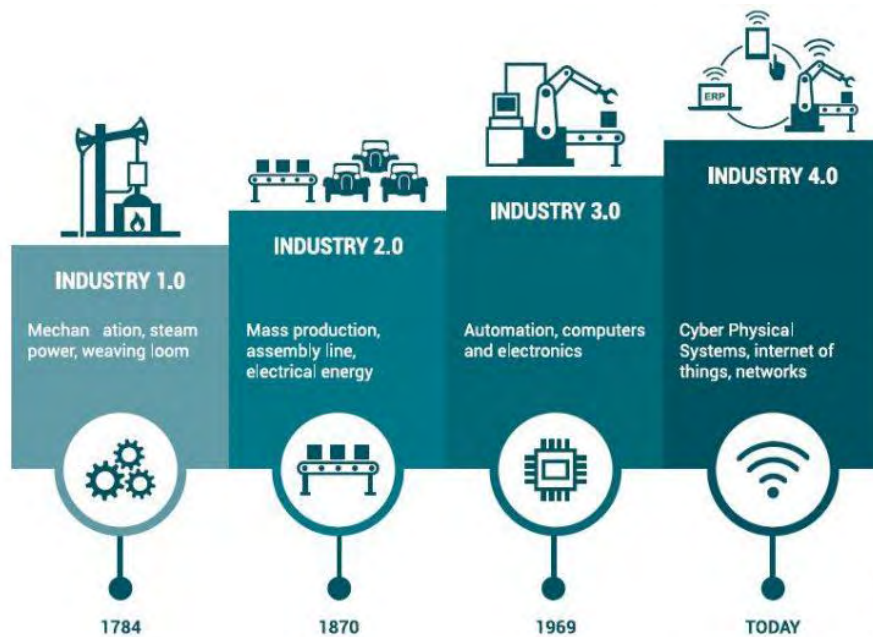 ERP
INDUSTRY 1.0
Mechan ation, steam
power, weaving loom
1784
INDUSTRY 2.0
Mass production,
assembly line,
electrical energy
1870
INDUSTRY 3.0
Automation, computers
and electronics
1969
INDUSTRY 4.0
Cyber Physical
Systems, internet of
things, networks
TODAY